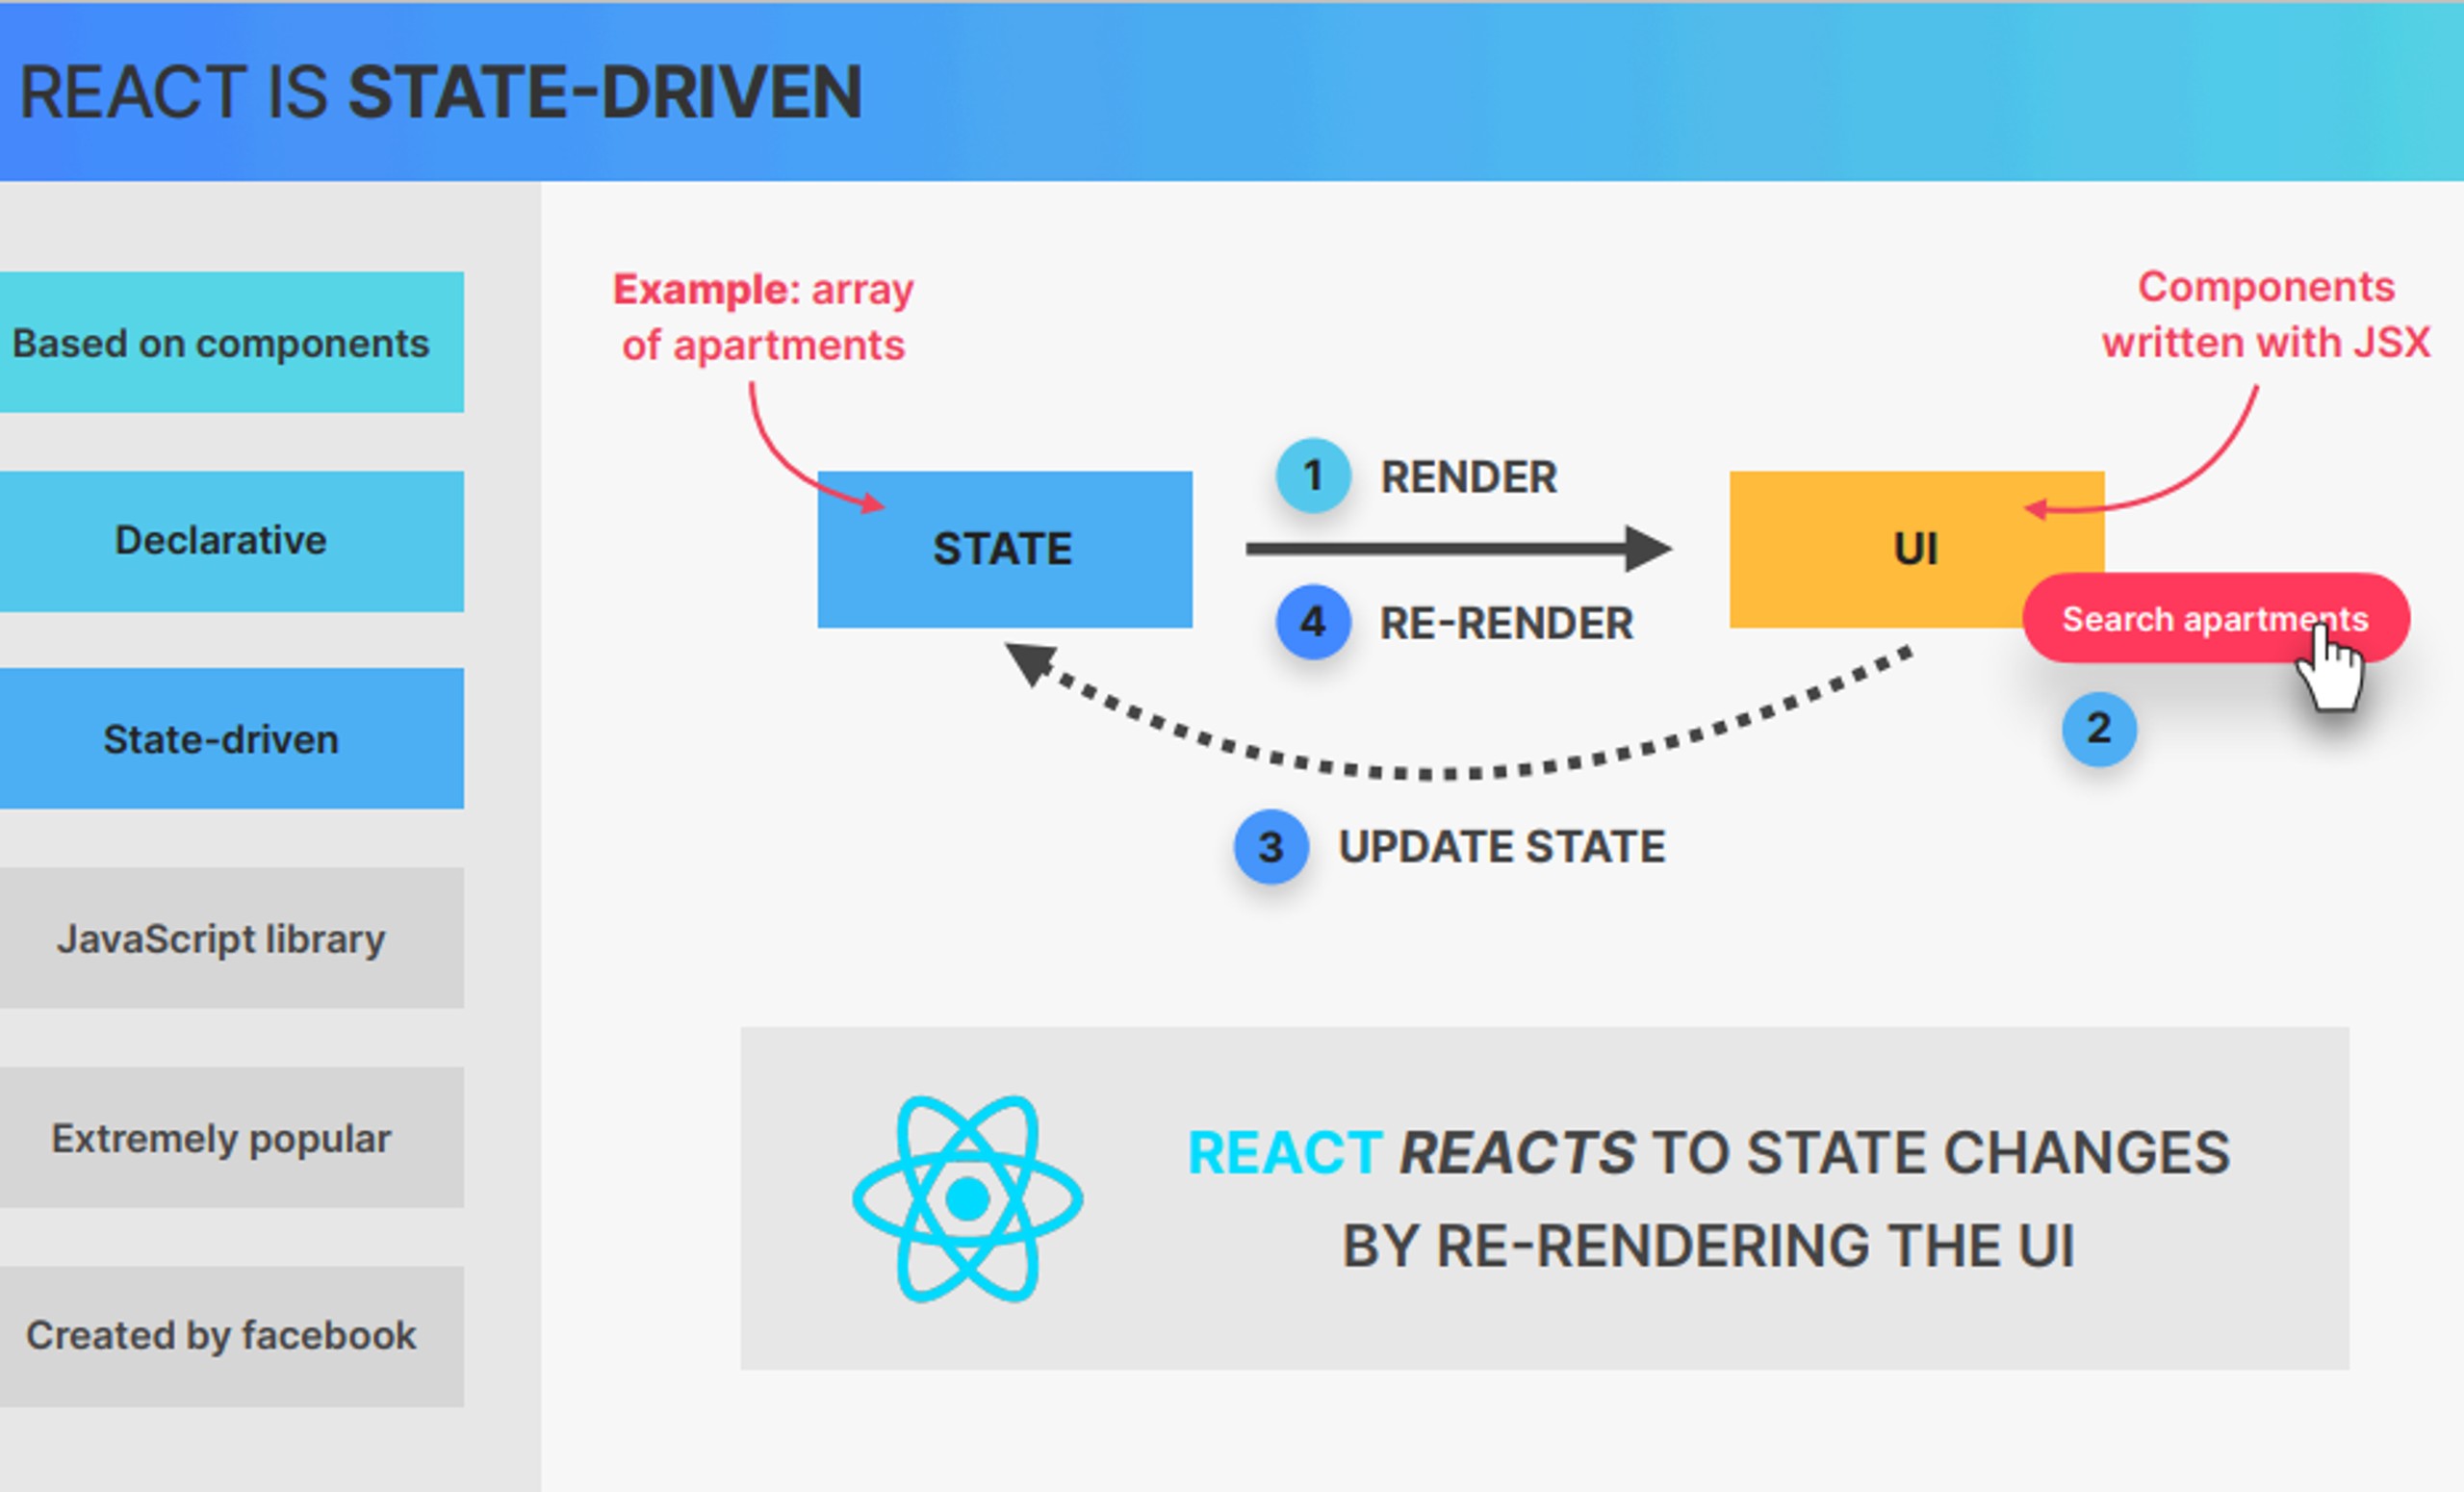 REACT IS STATE-DRIVEN
Based on components
Declarative
State-driven
JavaScript library
Extremely popular
Created by facebook
Example: array
of apartments
Components
written with JSX
STATE
1 RENDER
4 RE-RENDER
UI
Search apartments
2
3 UPDATE STATE
REACT REACTS TO STATE CHANGES
BY RE-RENDERING THE UI